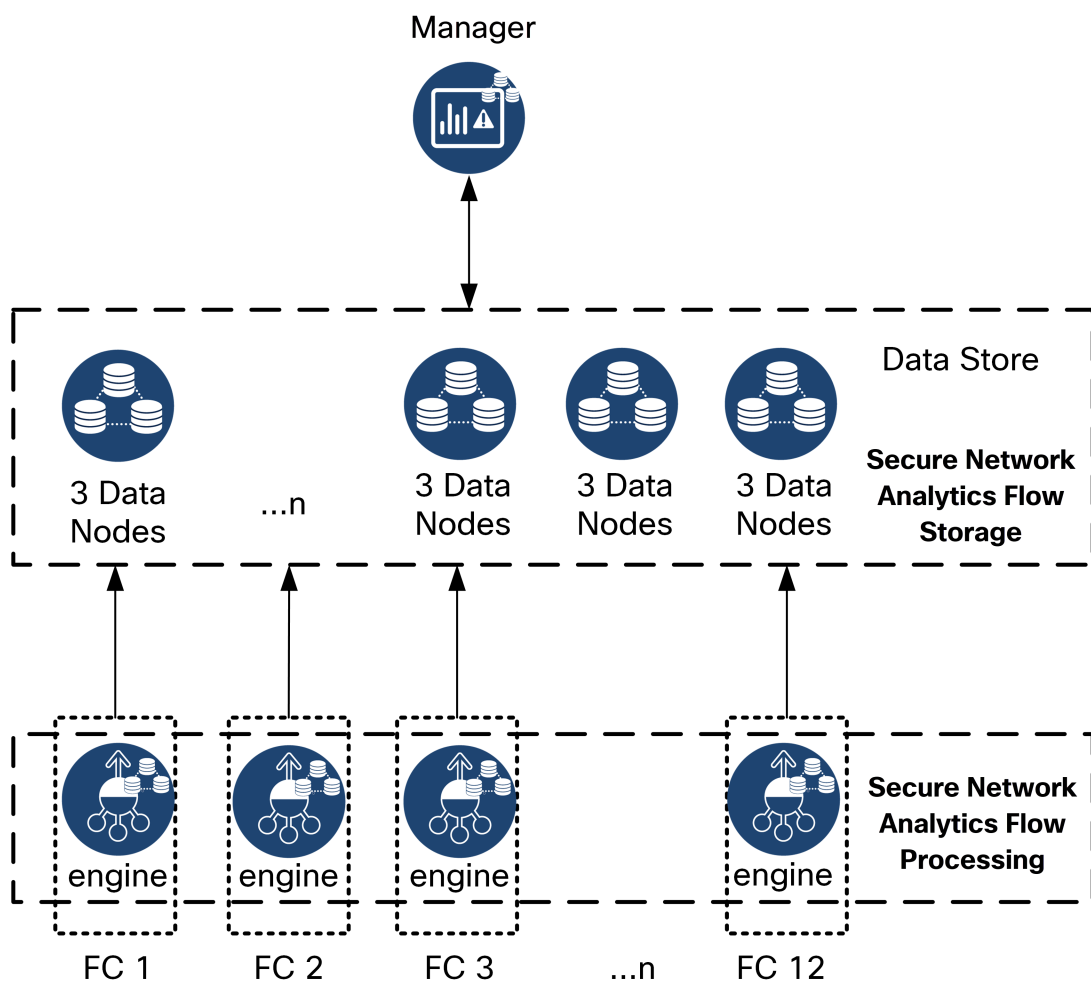 Manager
Data Store
3 Data
Nodes
...n
3 Data
Nodes
3 Data
Nodes
3 Data
Nodes
Secure Network
Analytics Flow
Storage
engine
engine
engine
engine
Secure Network
Analytics Flow
Processing
FC 1
FC 2
FC 3
...n
FC 12